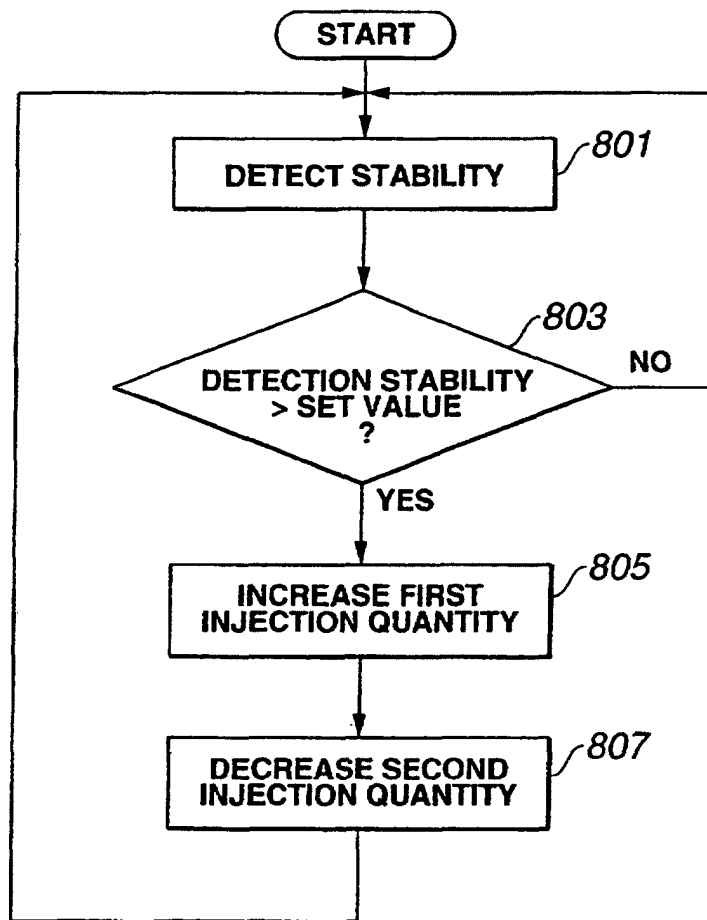 START
DETECT STABILITY
801
803
DETECTION STABILITY
> SET VALUE
?
NO
YES
INCREASE FIRST
INJECTION QUANTITY
805
DECREASE SECOND
INJECTION QUANTITY
807